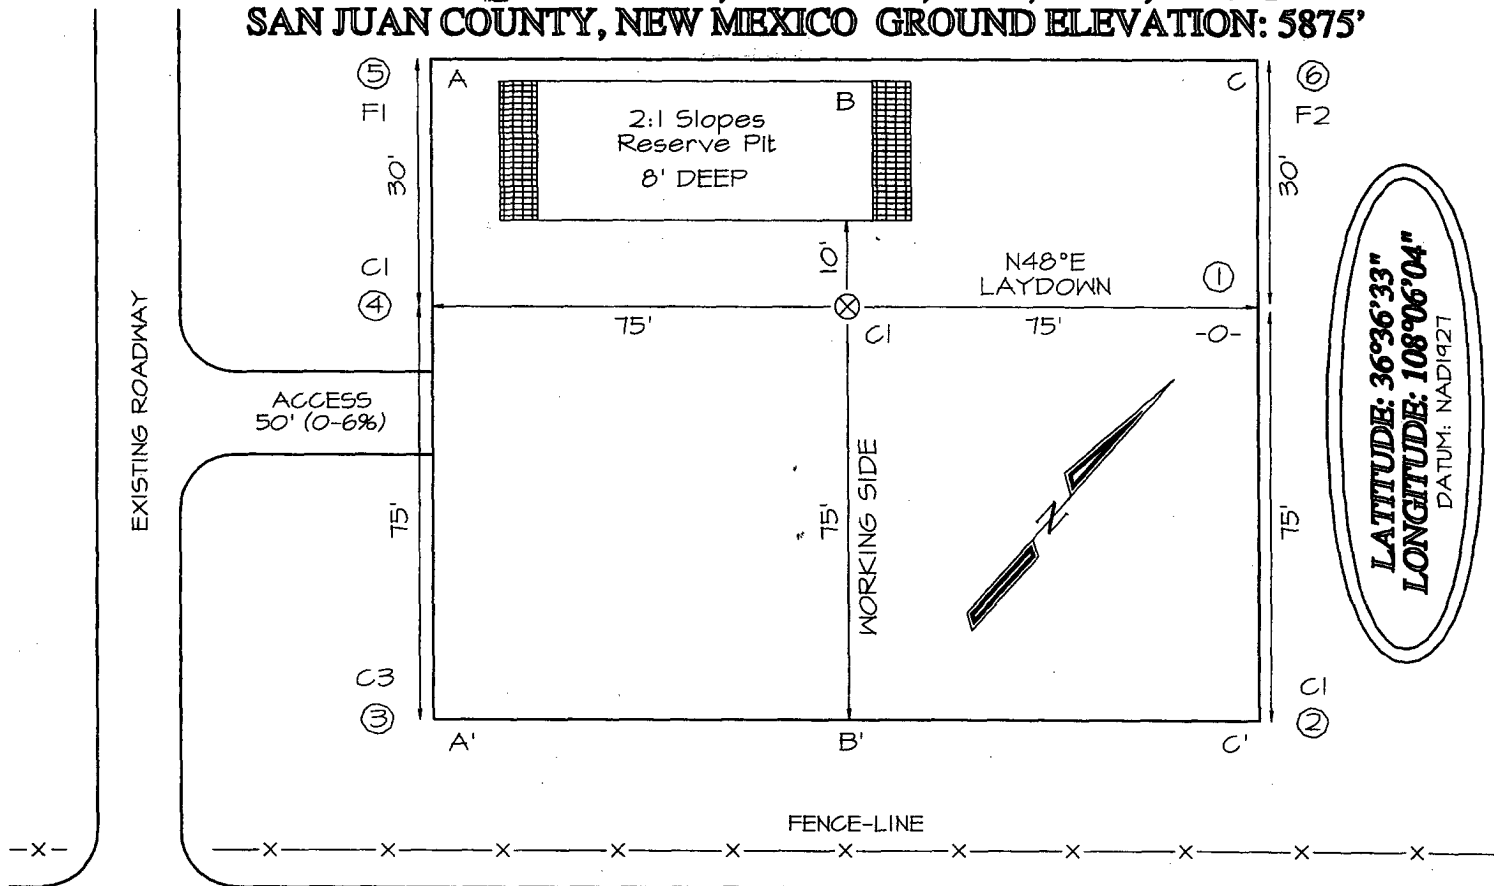 SAN JUAN COUNTY, NEW MEXICO GROUND ELEVATION: 5875'
5
F1
A
B
C
6
F2
2:1 Slopes
Reserve Pit
8' DEEP
30'
30'
10'
C1
4
N48°E
LAYDOWN
1
75'
C1
75'
-0-
ACCESS
50' (0-6%)
EXISTING ROADWAY
75'
75'
WORKING SIDE
N
75'
LATITUDE: 36°36'33"
LONGITUDE: 108°06'04"
DATUM: NAD1927
C3
3
C1
2
A'
B'
C'
FENCE-LINE